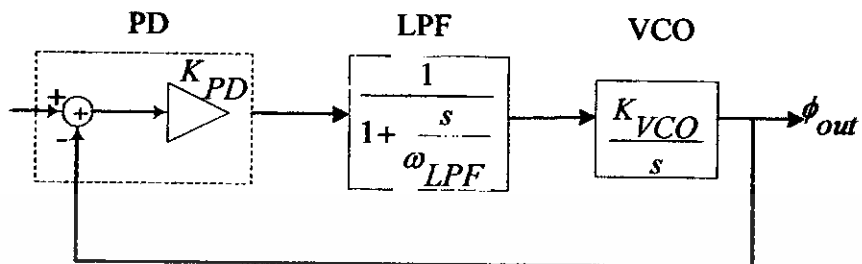 PD LPF VCO
+
+
-
K_PD
1
1+ s
ω_LPF
K_VCO
s
ϕ_out